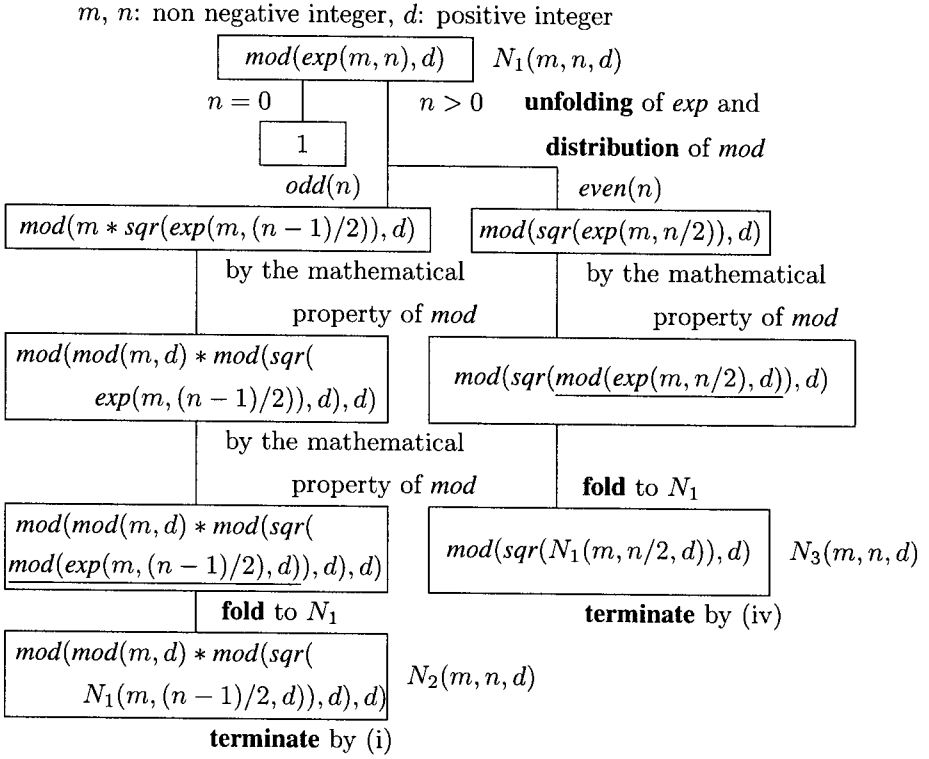 m, n: non negative integer, d: positive integer
mod(exp(m, n), d) N₁(m, n, d)
n = 0 n > 0 unfolding of exp and
1 distribution of mod
odd(n) even(n)
mod(m * sqr(exp(m, (n − 1)/2)), d) mod(sqr(exp(m, n/2)), d)
by the mathematical by the mathematical
property of mod property of mod
mod(mod(m, d) * mod(sqr(
exp(m, (n − 1)/2)), d), d)
mod(sqr(mod(exp(m, n/2), d)), d)
by the mathematical
property of mod fold to N₁
mod(mod(m, d) * mod(sqr(
mod(exp(m, (n − 1)/2), d)), d), d)
mod(sqr(N₁(m, n/2, d)), d) N₃(m, n, d)
fold to N₁ terminate by (iv)
mod(mod(m, d) * mod(sqr(
N₁(m, (n − 1)/2, d)), d), d)
N₂(m, n, d)
terminate by (i)